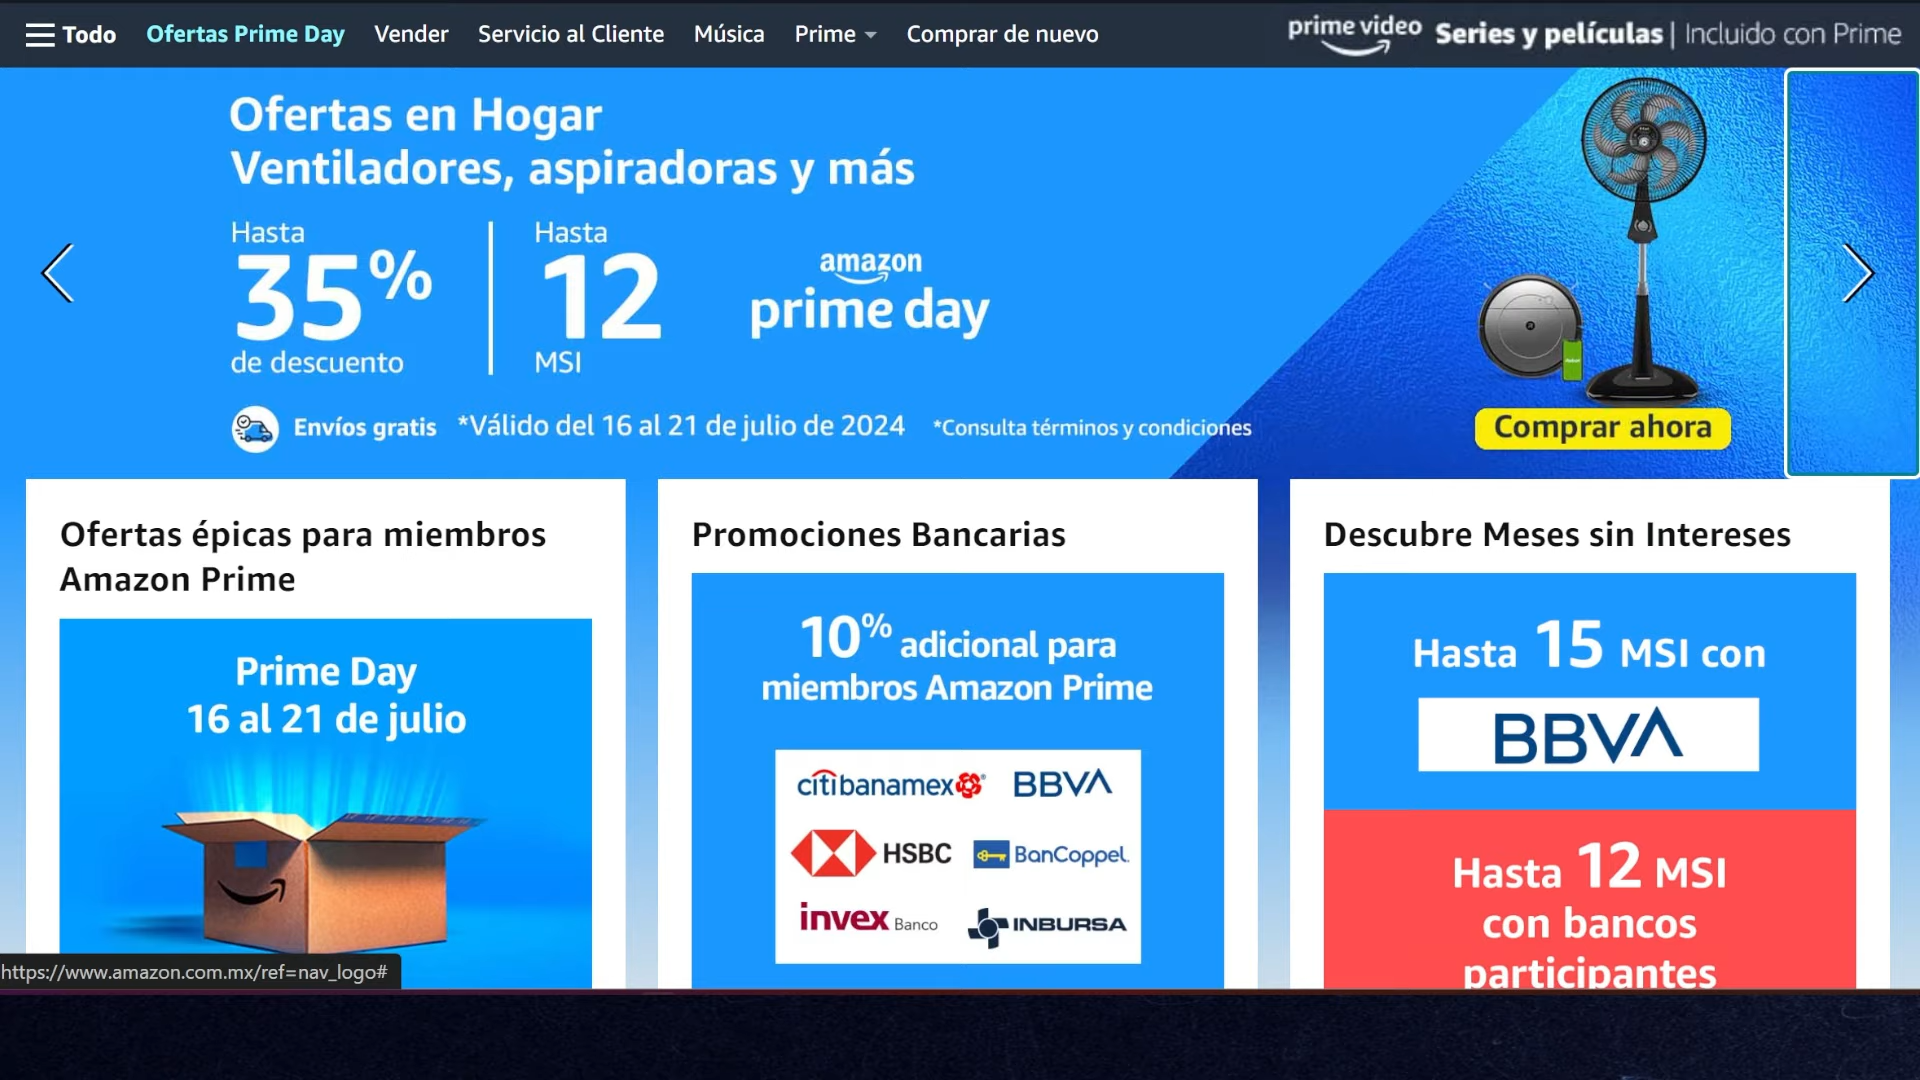 Todo Ofertas Prime Day Vender Servicio al Cliente Música Prime Comprar de nuevo prime video Series y películas | Incluido con Prime
Ofertas en Hogar
Ventiladores, aspiradoras y más
Hasta
35%
de descuento
Hasta
12
MSI
amazon
prime day
Envíos gratis *Válido del 16 al 21 de julio de 2024 *Consulta términos y condiciones
Comprar ahora
Ofertas épicas para miembros
Amazon Prime
Prime Day
16 al 21 de julio
Promociones Bancarias
10% adicional para
miembros Amazon Prime
citibanamex BBVA
HSBC BanCoppel
invex Banco INBURSA
Descubre Meses sin Intereses
Hasta 15 MSI con
BBVA
Hasta 12 MSI
con bancos
participantes
https://www.amazon.com.mx/ref=nav_logo#